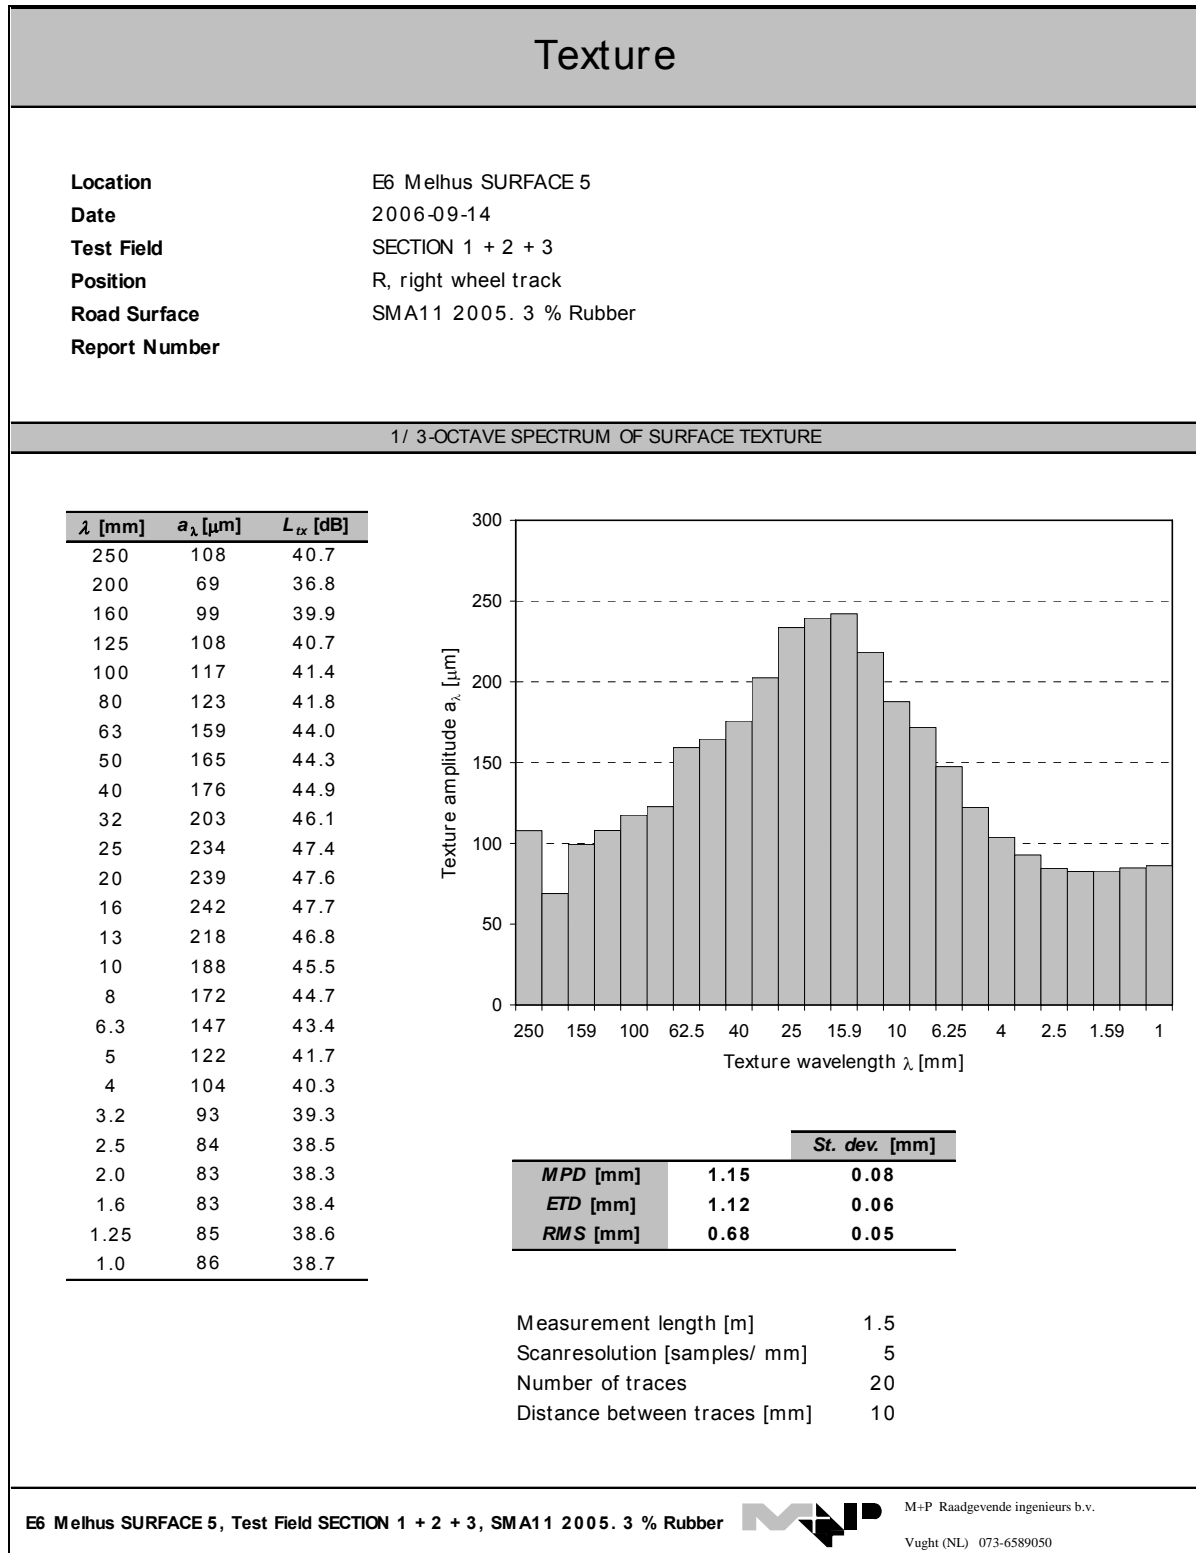 Texture
Location E6 Melhus SURFACE 5
Date 2006-09-14
Test Field SECTION 1 + 2 + 3
Position R, right wheel track
Road Surface SMA11 2005. 3 % Rubber
Report Number
1/ 3-OCTAVE SPECTRUM OF SURFACE TEXTURE
λ [mm] aλ [μm] Ltx [dB]
250 108 40.7
200 69 36.8
160 99 39.9
125 108 40.7
100 117 41.4
80 123 41.8
63 159 44.0
50 165 44.3
40 176 44.9
32 203 46.1
25 234 47.4
20 239 47.6
16 242 47.7
13 218 46.8
10 188 45.5
8 172 44.7
6.3 147 43.4
5 122 41.7
4 104 40.3
3.2 93 39.3
2.5 84 38.5
2.0 83 38.3
1.6 83 38.4
1.25 85 38.6
1.0 86 38.7
Texture amplitude aλ [μm]
300
250
200
150
100
50
0
250 159 100 62.5 40 25 15.9 10 6.25 4 2.5 1.59 1
Texture wavelength λ [mm]
St. dev. [mm]
MPD [mm] 1.15 0.08
ETD [mm] 1.12 0.06
RMS [mm] 0.68 0.05
Measurement length [m] 1.5
Scanresolution [samples/ mm] 5
Number of traces 20
Distance between traces [mm] 10
E6 Melhus SURFACE 5, Test Field SECTION 1 + 2 + 3, SMA11 2005. 3 % Rubber
M+P
M+P Raadgevende ingenieurs b.v.
Vught (NL) 073-6589050